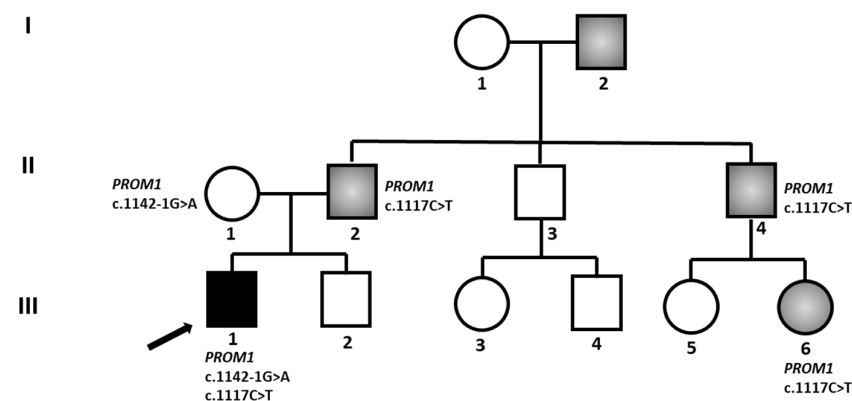 I
1
2
II
PROM1
c.1142-1G>A
1
2
PROM1
c.1117C>T
3
4
PROM1
c.1117C>T
III
1
PROM1
c.1142-1G>A
c.1117C>T
2
3
4
5
6
PROM1
c.1117C>T